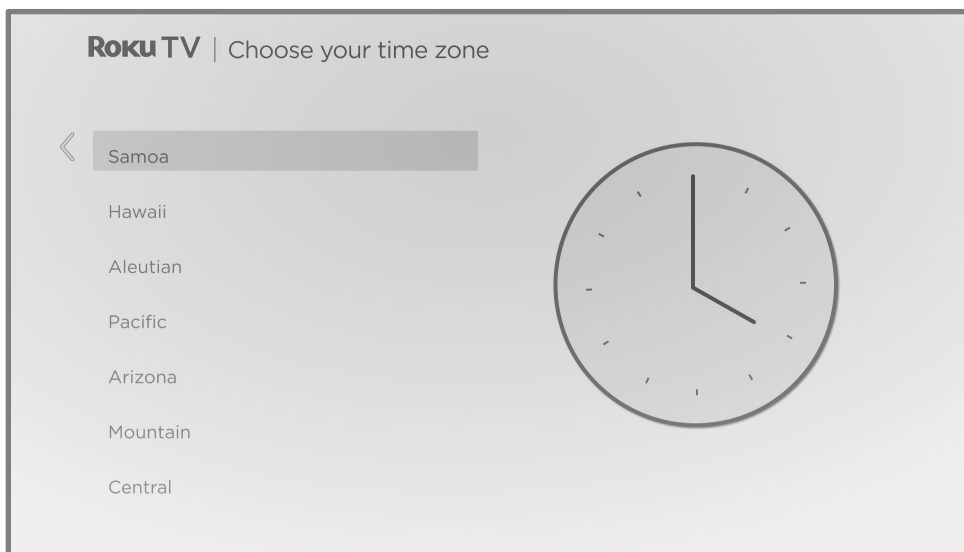 Roku TV | Choose your time zone
Samoa
Hawaii
Aleutian
Pacific
Arizona
Mountain
Central